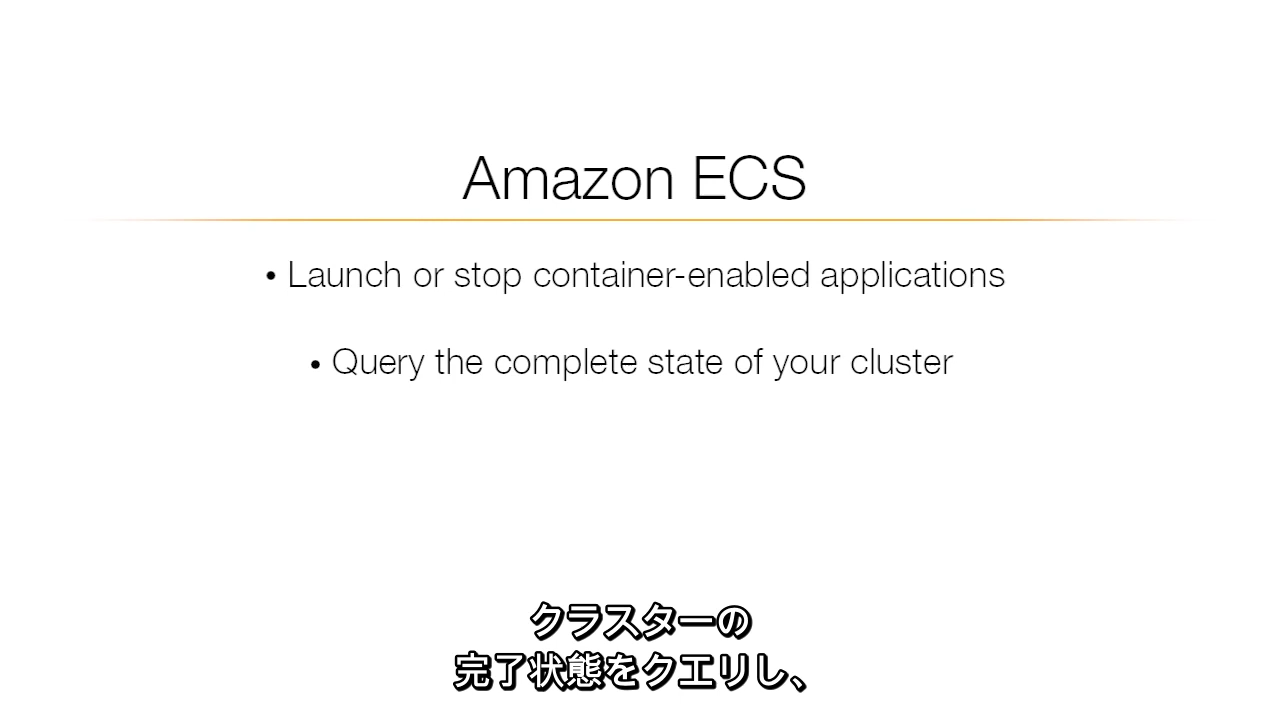 Amazon ECS
• Launch or stop container-enabled applications
• Query the complete state of your cluster
クラスターの
完了状態をクエリし、